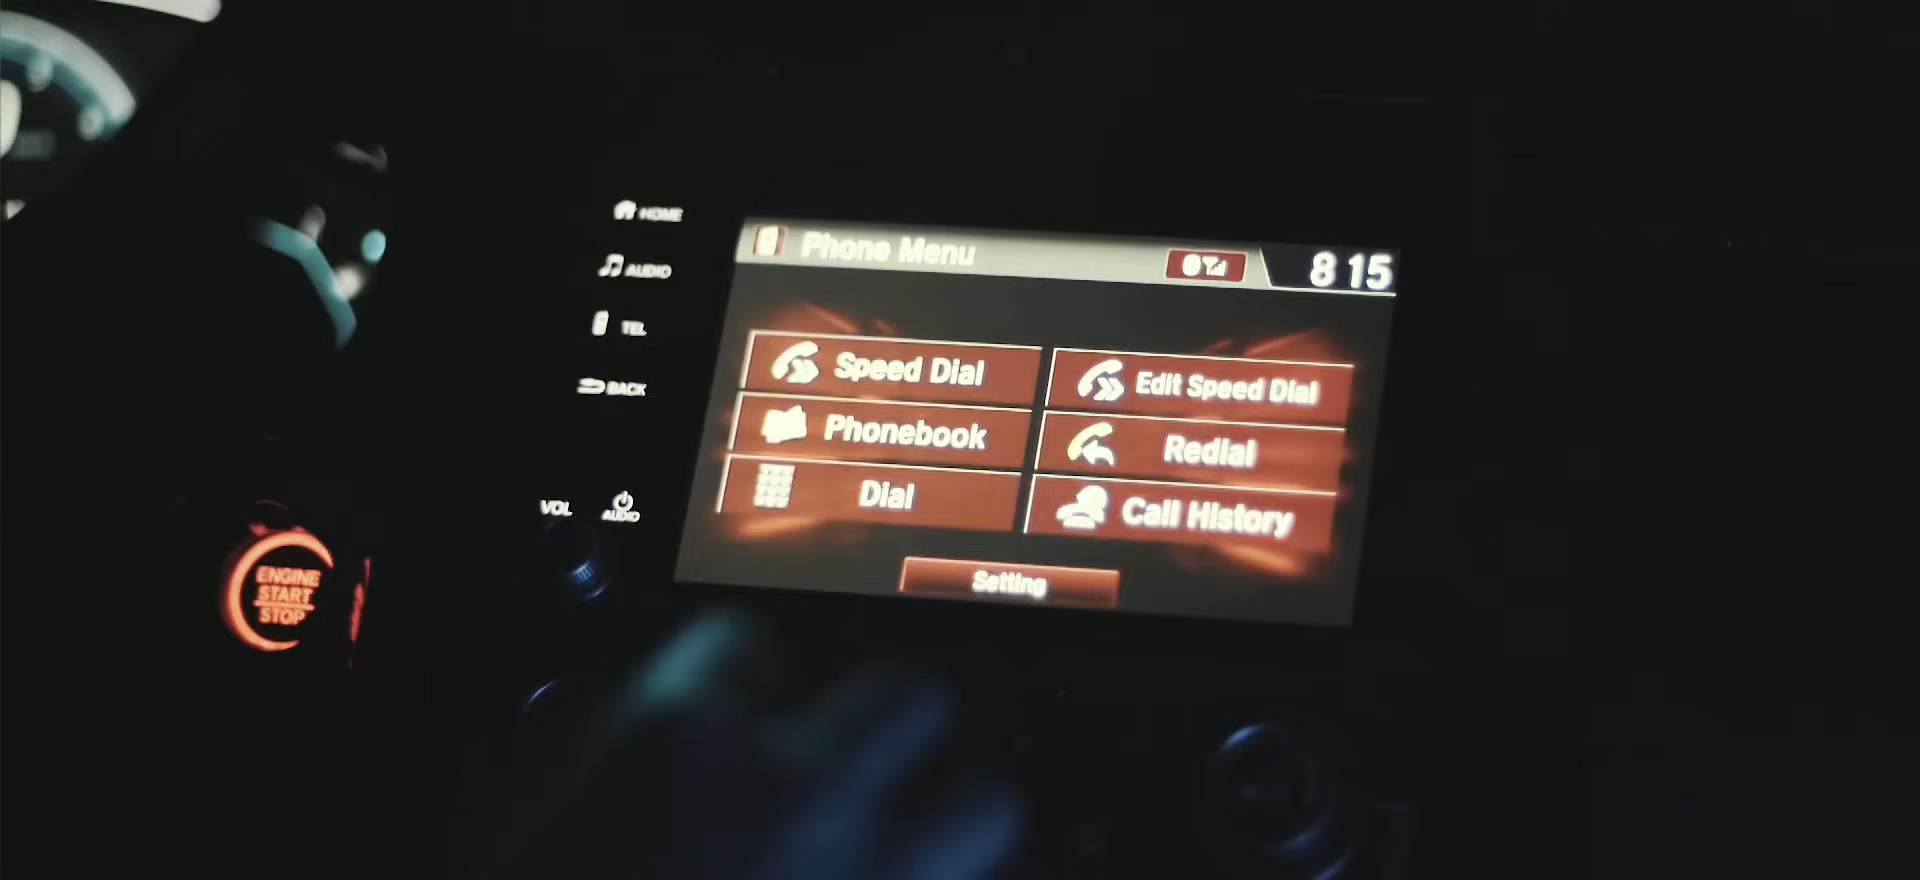 HOME
AUDIO
TEL
BACK
VOL
AUDIO
ENGINE
START
STOP
Phone Menu
8 15
Speed Dial
Edit Speed Dial
Phonebook
Redial
Dial
Call History
Setting